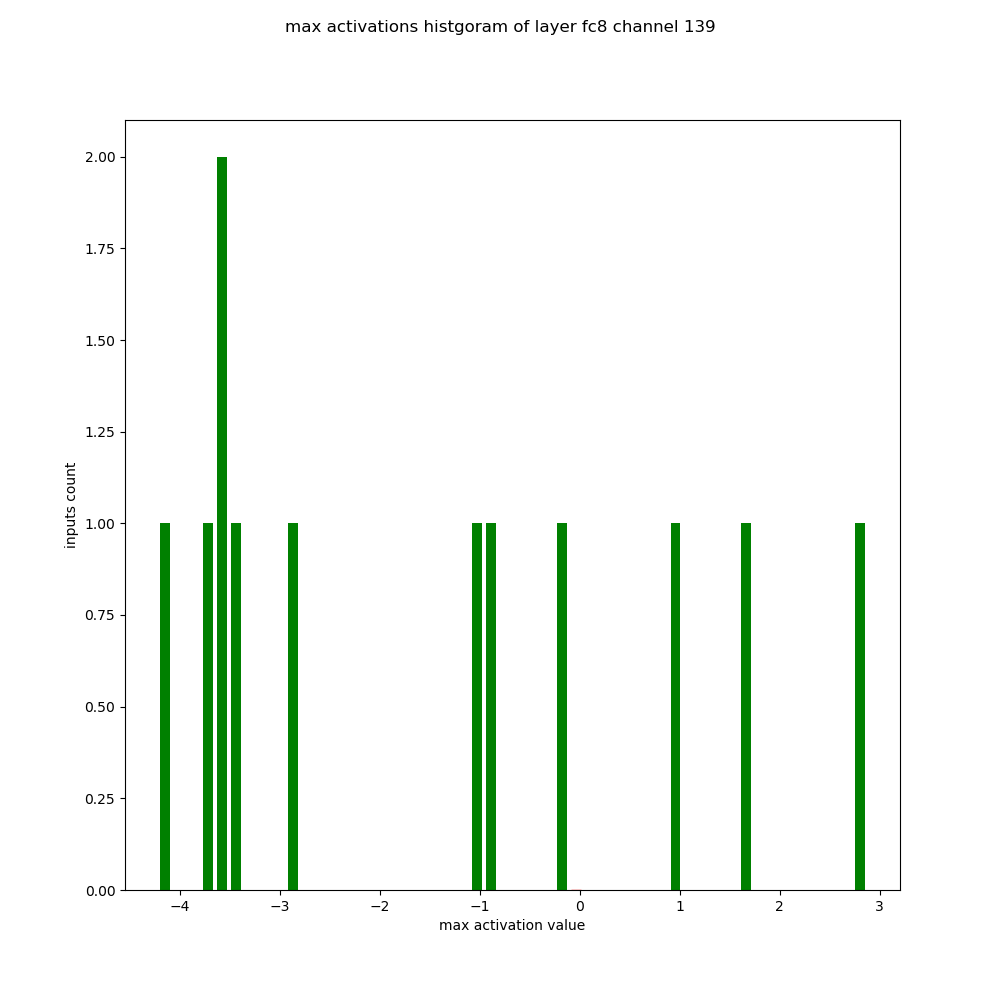 max activations histgoram of layer fc8 channel 139
2.00
1.75
1.50
1.25
1.00
0.75
0.50
0.25
0.00
inputs count
−4 −3 −2 −1 0 1 2 3
max activation value